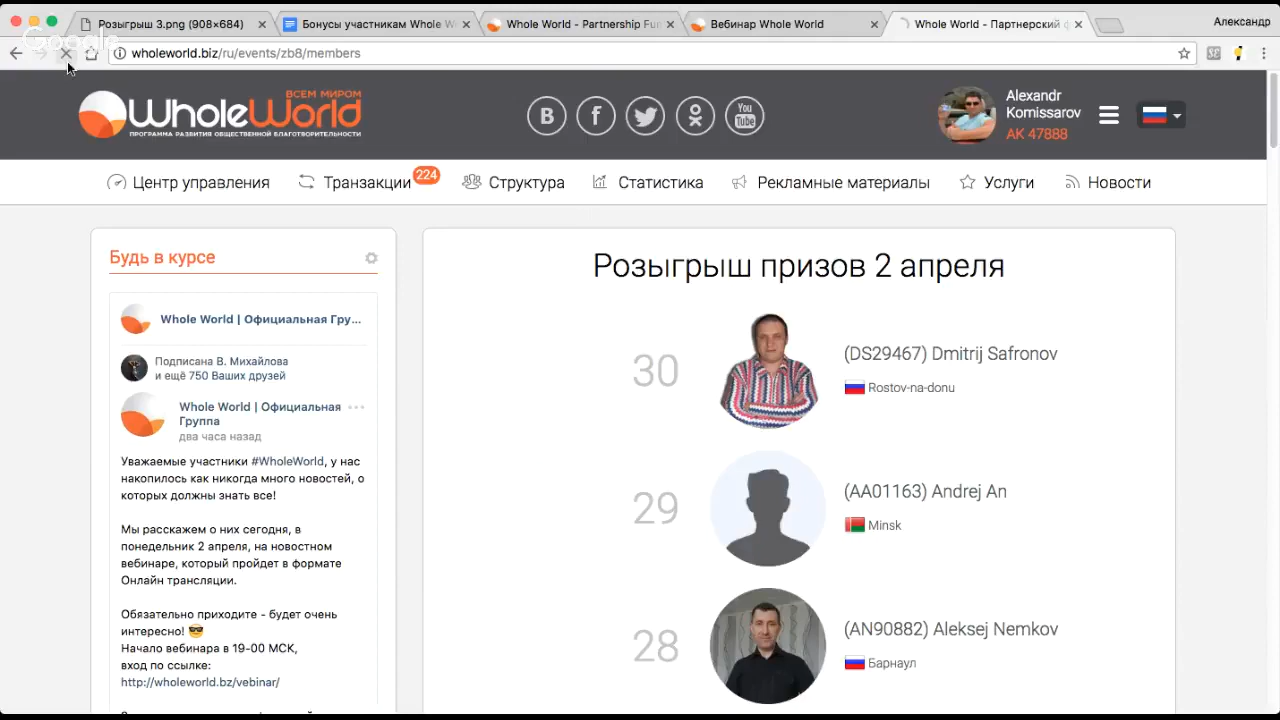 Розыгрыш 3.png (908×684)
Бонусы участникам Whole W
Whole World - Partnership Fu
Вебинар Whole World
Whole World - Партнерский ф
Александр
Google
wholeworld.biz/ru/events/zb8/members
ВСЕМ МИРОМ
WholeWorld
ПРОГРАММА РАЗВИТИЯ ОБЩЕСТВЕННОЙ БЛАГОТВОРИТЕЛЬНОСТИ
B f You Tube
Alexandr
Komissarov
AK 47888
Центр управления Транзакции 224 Структура Статистика Рекламные материалы Услуги Новости
Будь в курсе
Whole World | Официальная Гру...
Подписана В. Михайлова
и ещё 750 Ваших друзей
Whole World | Официальная
Группа
два часа назад
Уважаемые участники #WholeWorld, у нас
накопилось как никогда много новостей, о
которых должны знать все!
Мы расскажем о них сегодня, в
понедельник 2 апреля, на новостном
вебинаре, который пройдет в формате
Онлайн трансляции.
Обязательно приходите - будет очень
интересно! 😎
Начало вебинара в 19-00 МСК,
вход по ссылке:
http://wholeworld.bz/vebinar/
Розыгрыш призов 2 апреля
30
(DS29467) Dmitrij Safronov
Rostov-na-donu
29
(AA01163) Andrej An
Minsk
28
(AN90882) Aleksej Nemkov
Барнаул